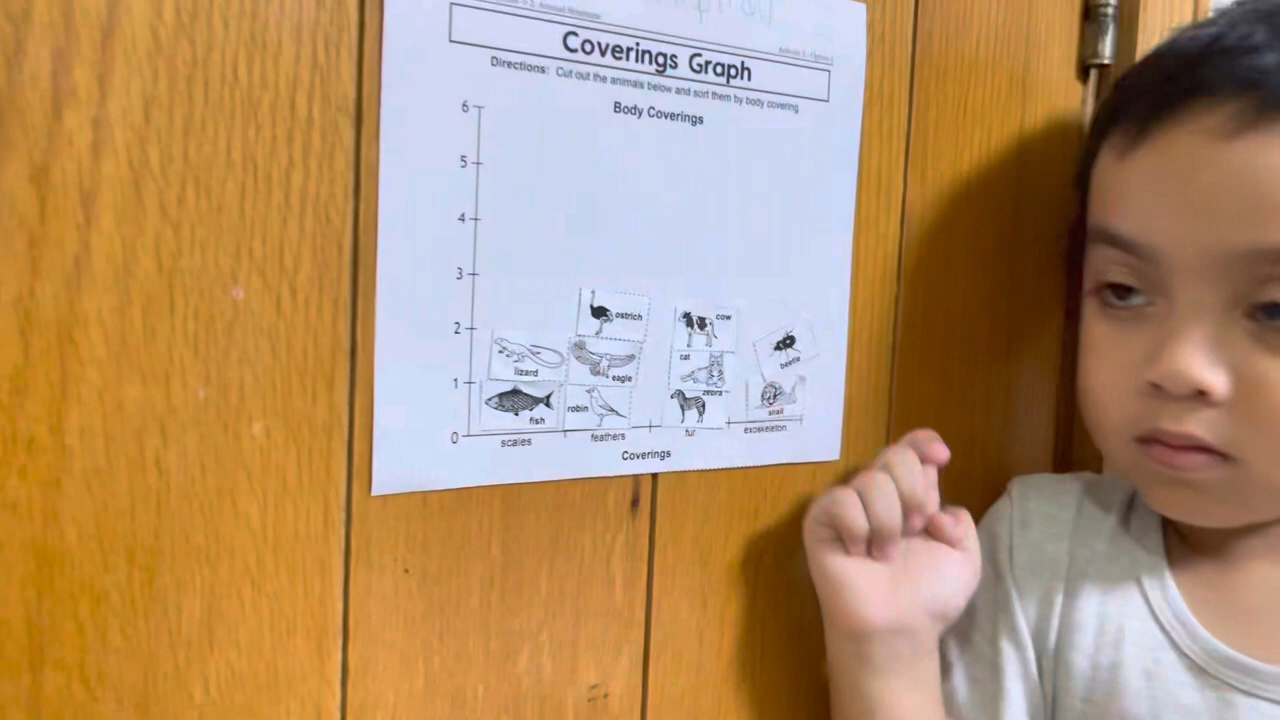 Coverings Graph
Directions: Cut out the animals below and sort them by body covering
Body Coverings
6
5
4
3
2
1
0
ostrich
cow
beetle
lizard
eagle
cat
fish
robin
zebra
snail
scales
feathers
fur
exoskeleton
Coverings